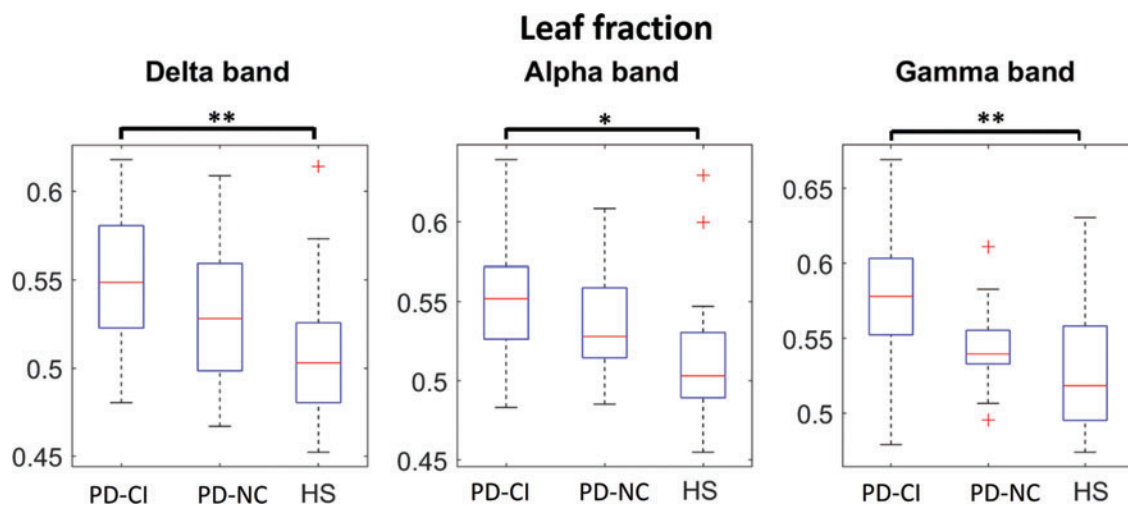 Leaf fraction
Delta band
Alpha band
Gamma band
**
*
**
0.6
0.55
0.5
0.45
PD-CI
PD-NC
HS
0.6
0.55
0.5
0.45
PD-CI
PD-NC
HS
0.65
0.6
0.55
0.5
PD-CI
PD-NC
HS